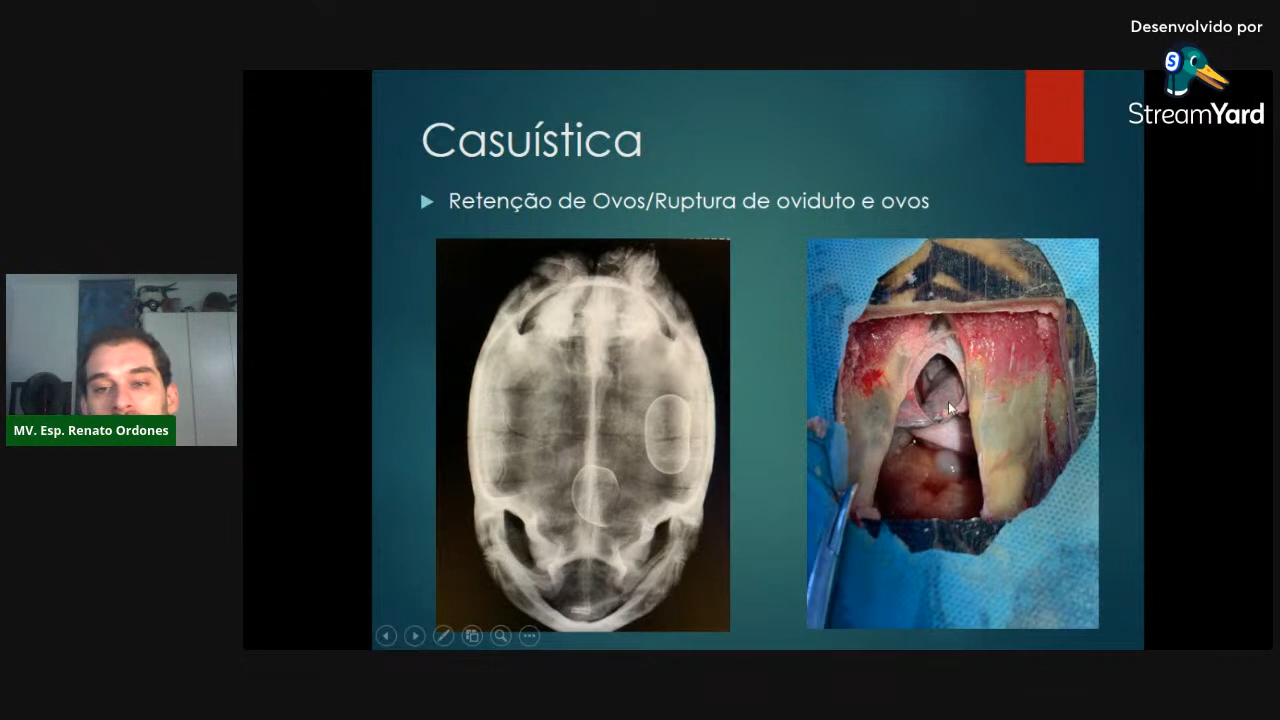 Desenvolvido por
StreamYard
Casuística
Retenção de Ovos/Ruptura de oviduto e ovos
MV. Esp. Renato Ordones